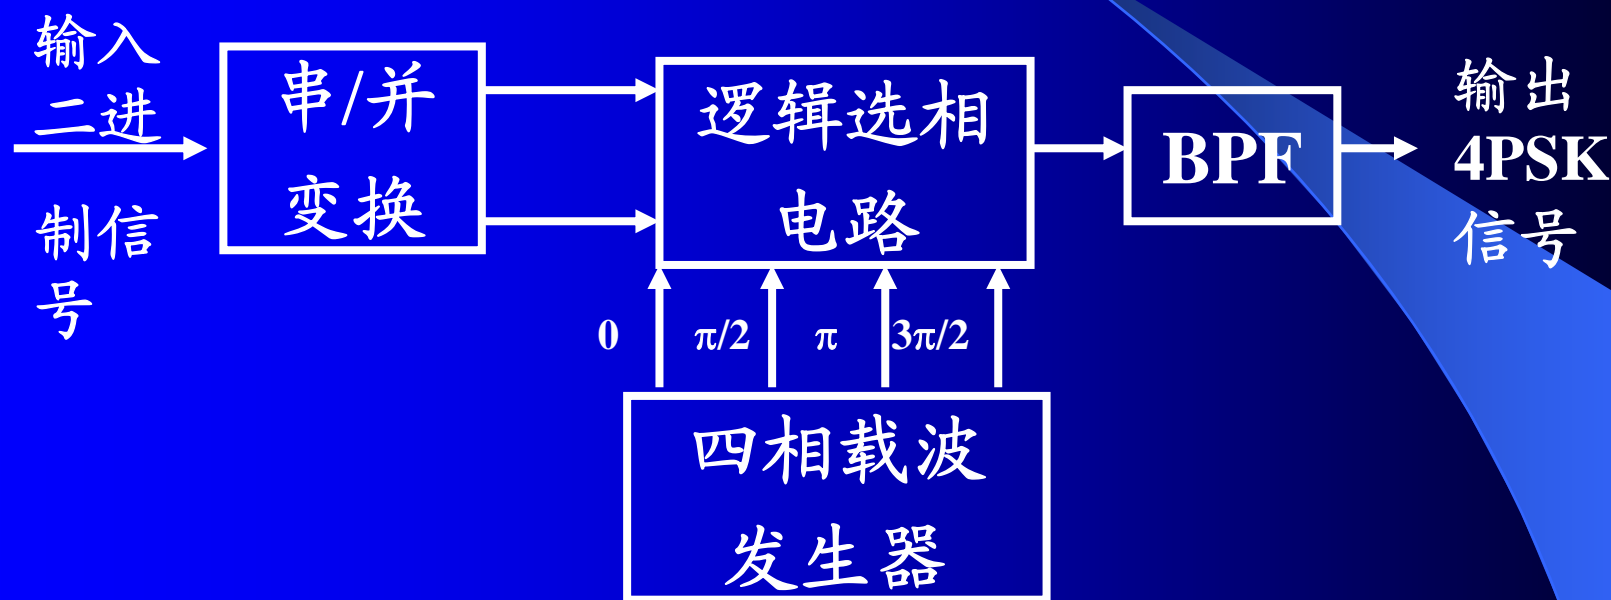 输入
二进
制信
号
串/并
变换
逻辑选相
电路
BPF
输出
4PSK
信号
0
π/2
π
3π/2
四相载波
发生器